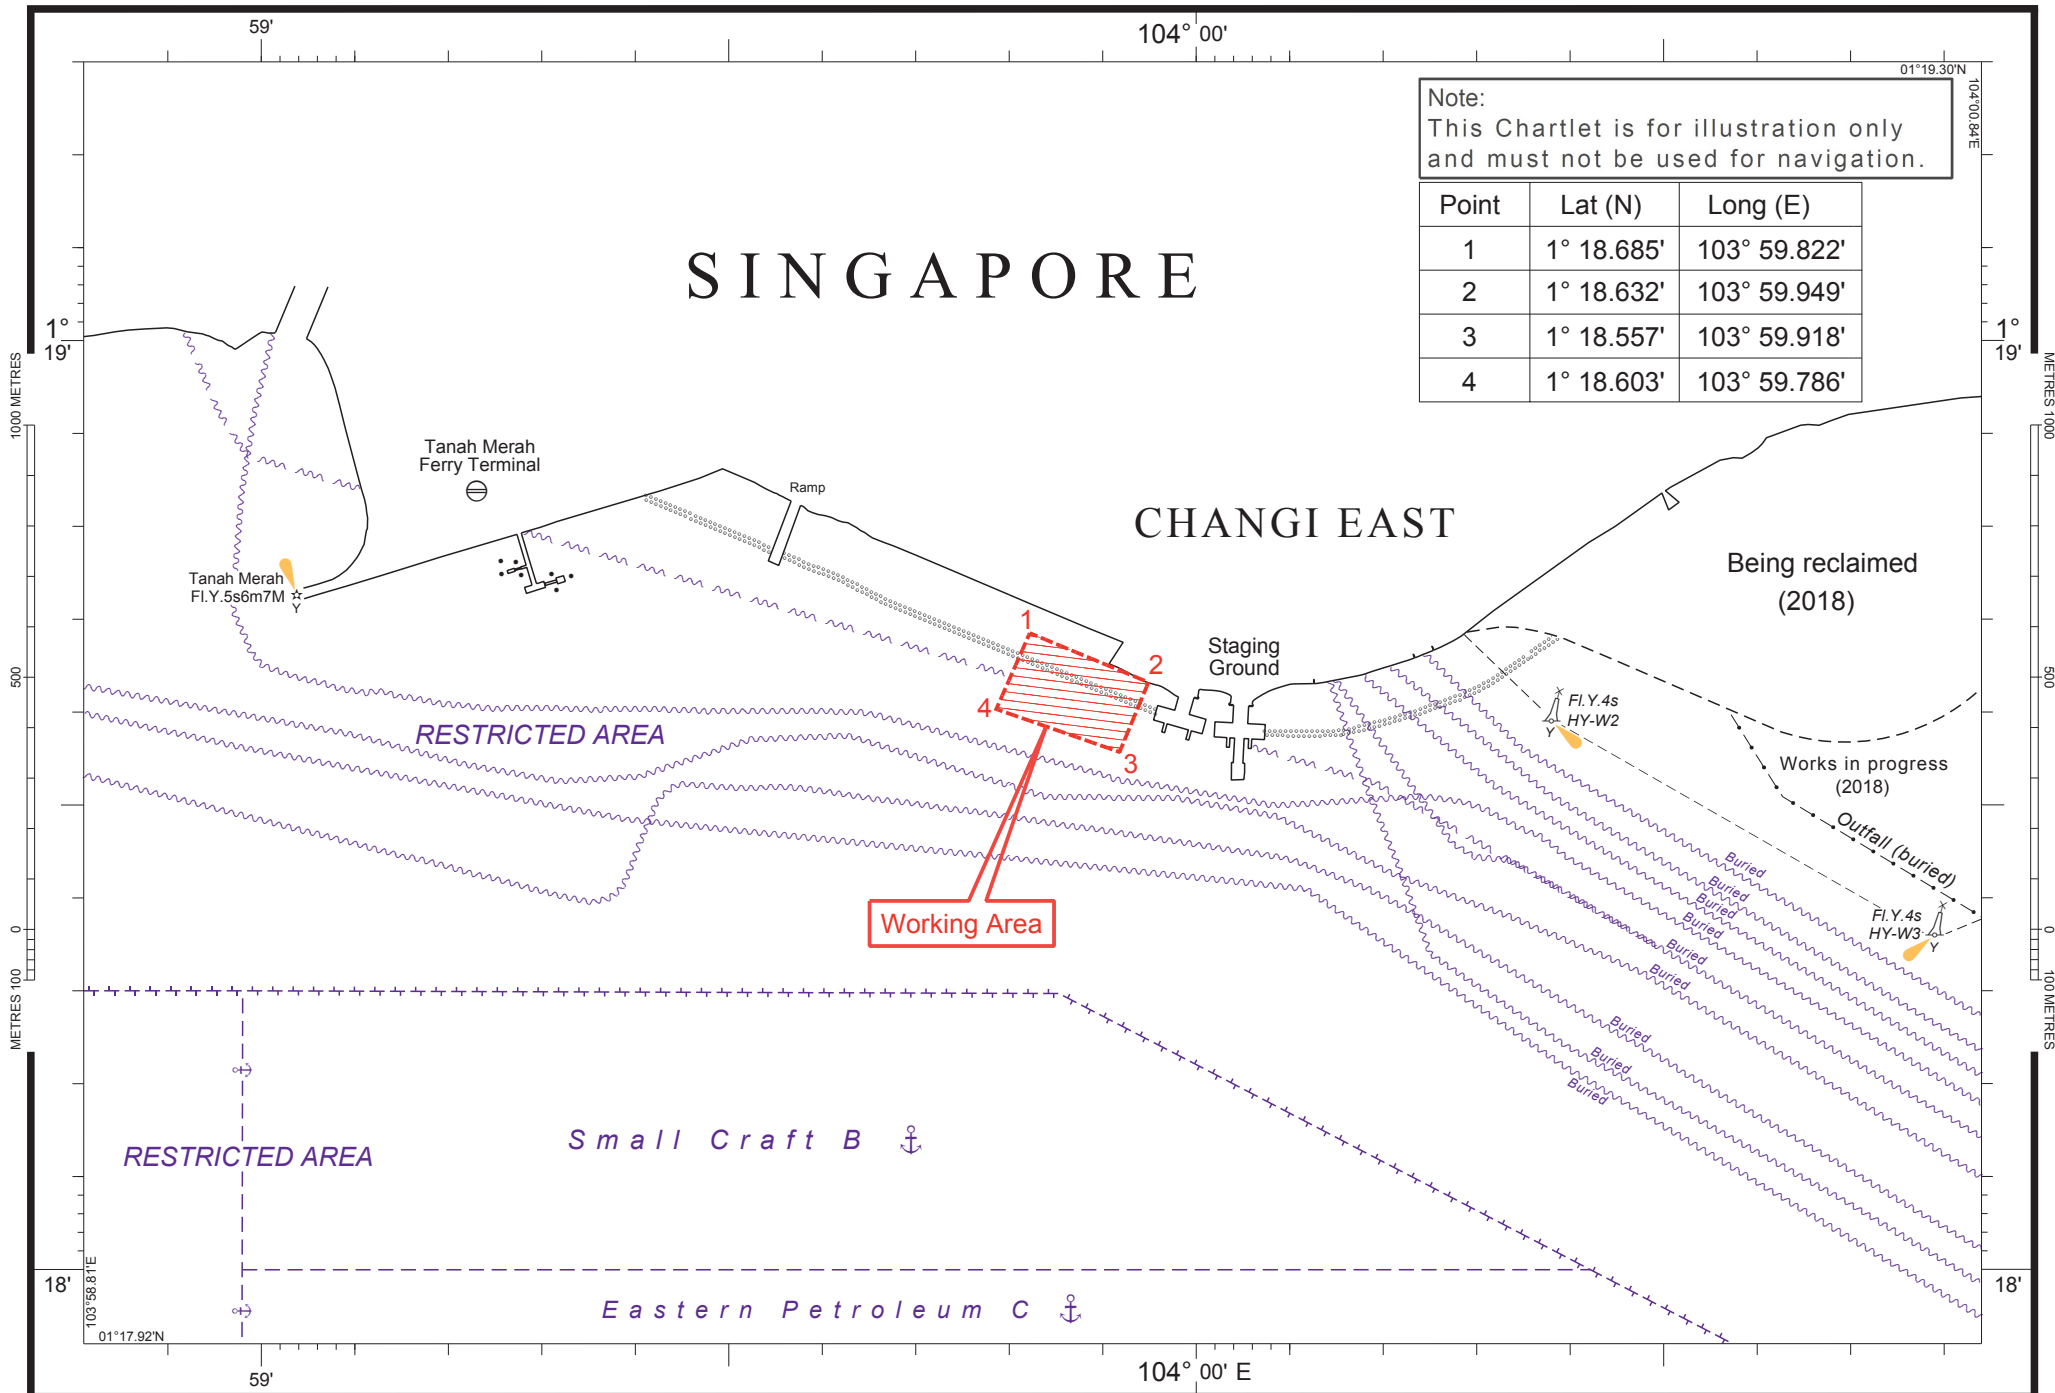 59'
104° 00'
01°19.30'N
104°00.84'E
Note:
This Chartlet is for illustration only
and must not be used for navigation.
Point Lat (N) Long (E)
1 1° 18.685' 103° 59.822'
2 1° 18.632' 103° 59.949'
3 1° 18.557' 103° 59.918'
4 1° 18.603' 103° 59.786'
SINGAPORE
1°
19'
1°
19'
1000 METRES
500
0
METRES 100
METRES 1000
500
0
100 METRES
Tanah Merah
Ferry Terminal
Ramp
CHANGI EAST
Being reclaimed
(2018)
Tanah Merah
Fl.Y.5s6m7M
Y
1
2
3
4
Staging
Ground
Fl.Y.4s
HY-W2
Y
RESTRICTED AREA
Works in progress
(2018)
Outfall (buried)
Buried
Buried
Buried
Buried
Buried
Buried
Buried
Buried
Buried
Fl.Y.4s
HY-W3
Y
Working Area
Small Craft B
RESTRICTED AREA
Eastern Petroleum C
18'
18'
103°58.81'E
01°17.92'N
59'
104° 00' E